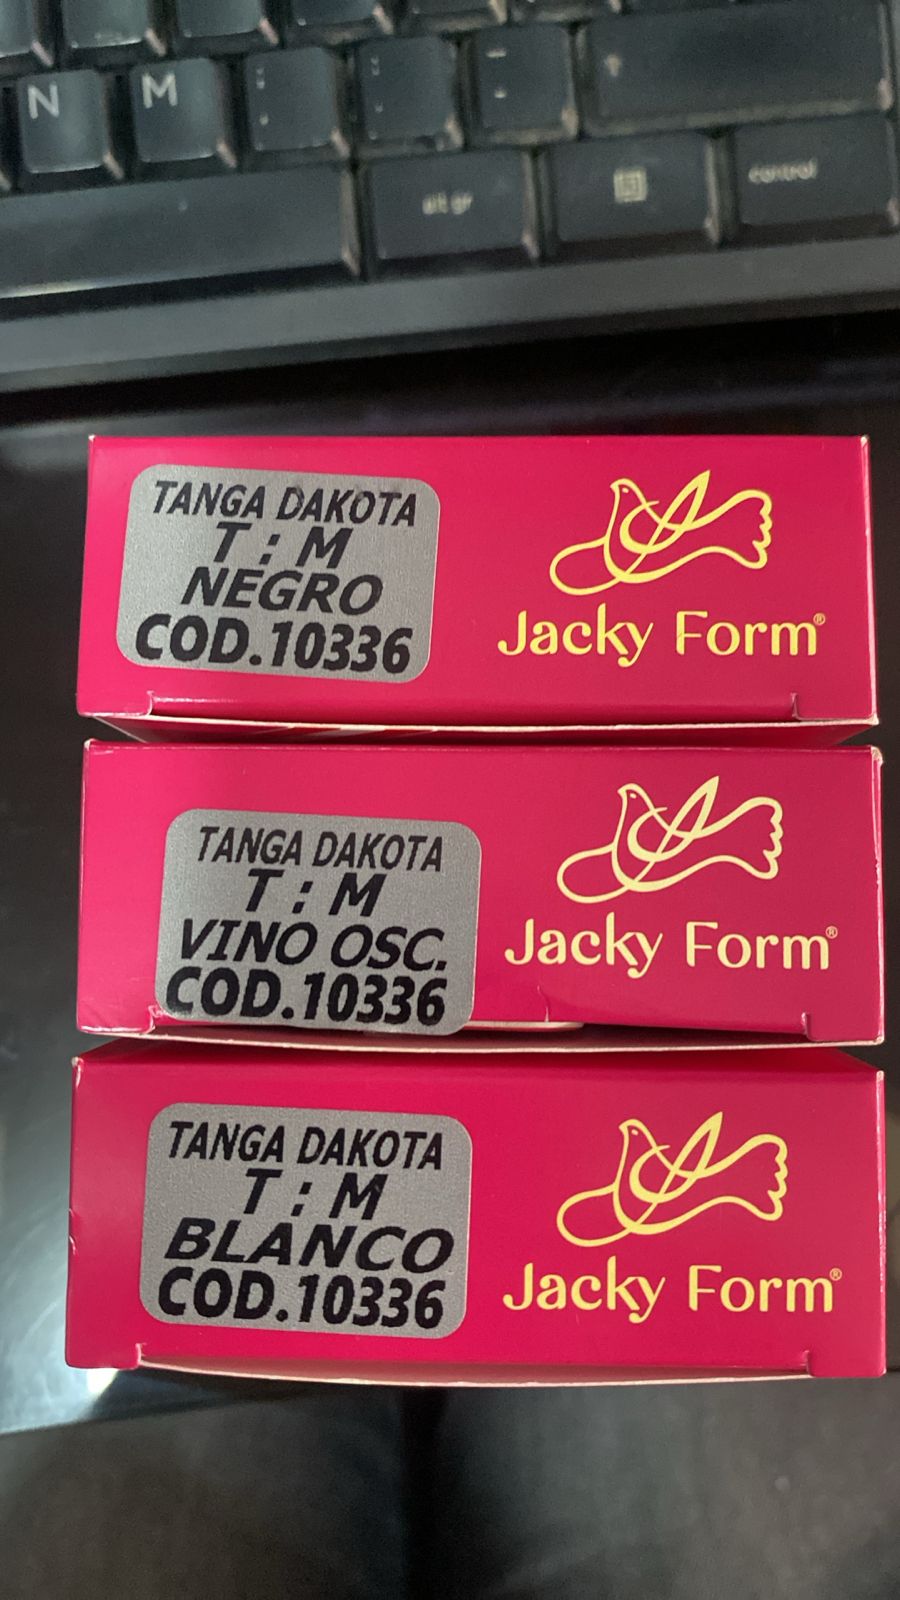 N M
alt gr
control
TANGA DAKOTA
T : M
NEGRO
COD.10336
Jacky Form®
TANGA DAKOTA
T : M
VINO OSC.
COD.10336
Jacky Form®
TANGA DAKOTA
T : M
BLANCO
COD.10336
Jacky Form®